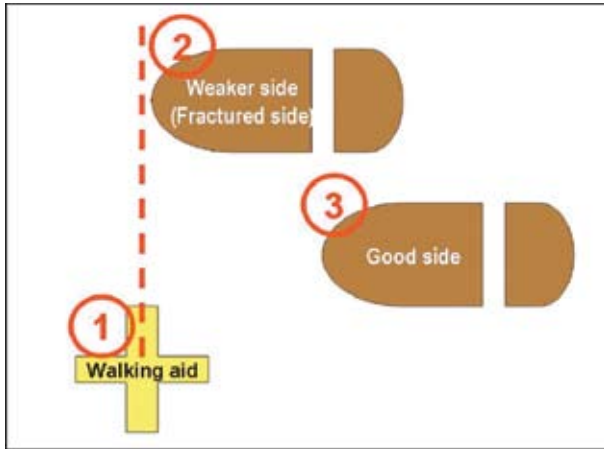 2
Weaker side
(Fractured side)
3
Good side
1
Walking aid